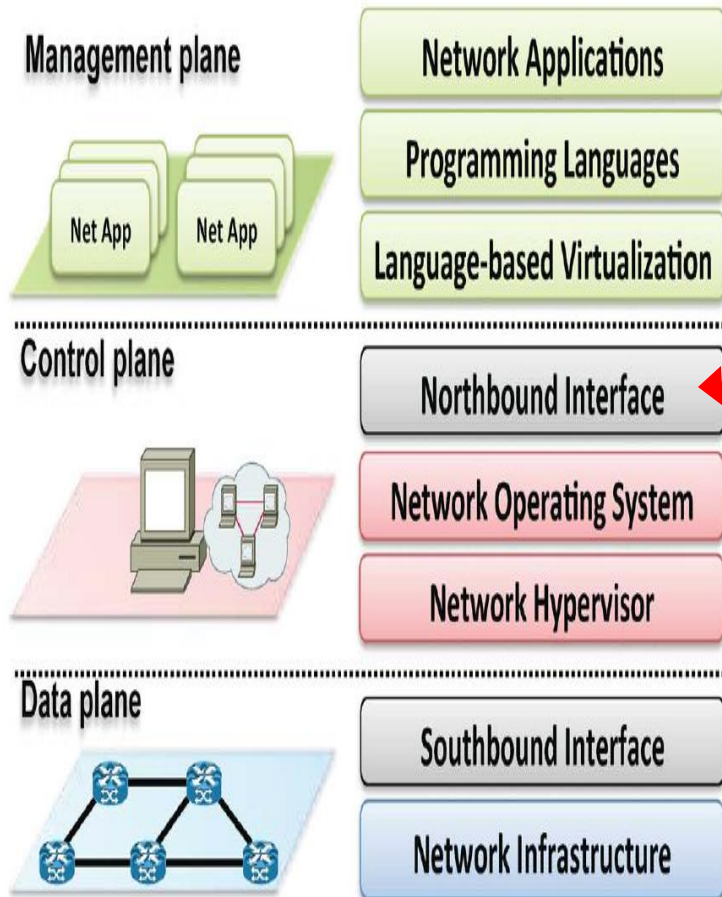 Management plane
Net App
Net App
Network Applications
Programming Languages
Language-based Virtualization
Control plane
Northbound Interface
Network Operating System
Network Hypervisor
Data plane
Southbound Interface
Network Infrastructure